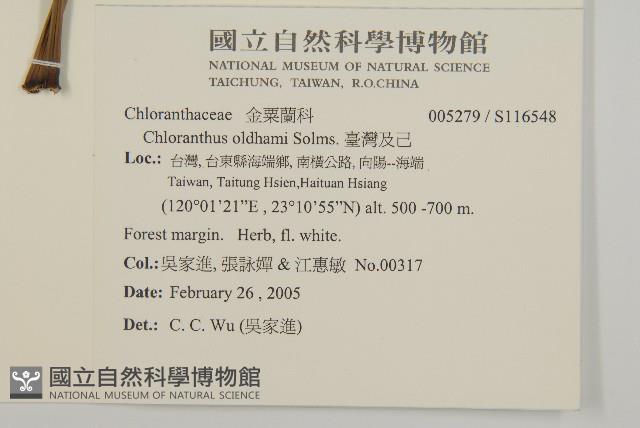 國立自然科學博物館
NATIONAL MUSEUM OF NATURAL SCIENCE
TAICHUNG, TAIWAN, R.O.CHINA
Chloranthaceae 金粟蘭科 005279 / S116548
Chloranthus oldhami Solms. 臺灣及己
Loc.: 台灣, 台東縣海端鄉, 南橫公路, 向陽--海端
Taiwan, Taitung Hsien,Haituan Hsiang
(120°01’21”E , 23°10’55”N) alt. 500 -700 m.
Forest margin. Herb, fl. white.
Col.: 吳家進, 張詠嬋 & 江惠敏 No.00317
Date: February 26 , 2005
Det.: C. C. Wu (吳家進)
國立自然科學博物館
NATIONAL MUSEUM OF NATURAL SCIENCE